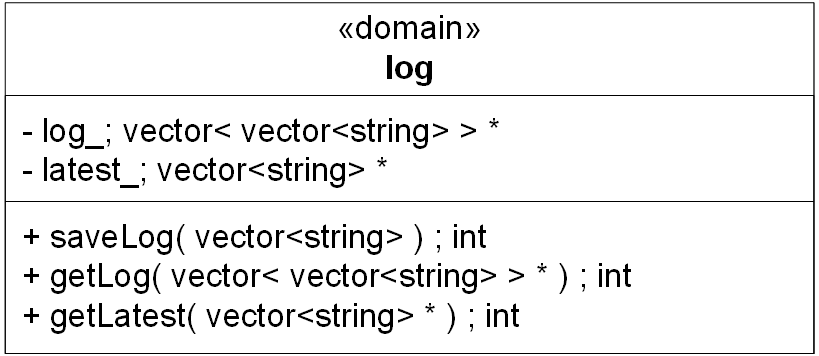 «domain»
log
- log_; vector< vector<string> > *
- latest_; vector<string> *
+ saveLog( vector<string> ) ; int
+ getLog( vector< vector<string> > * ) ; int
+ getLatest( vector<string> * ) ; int